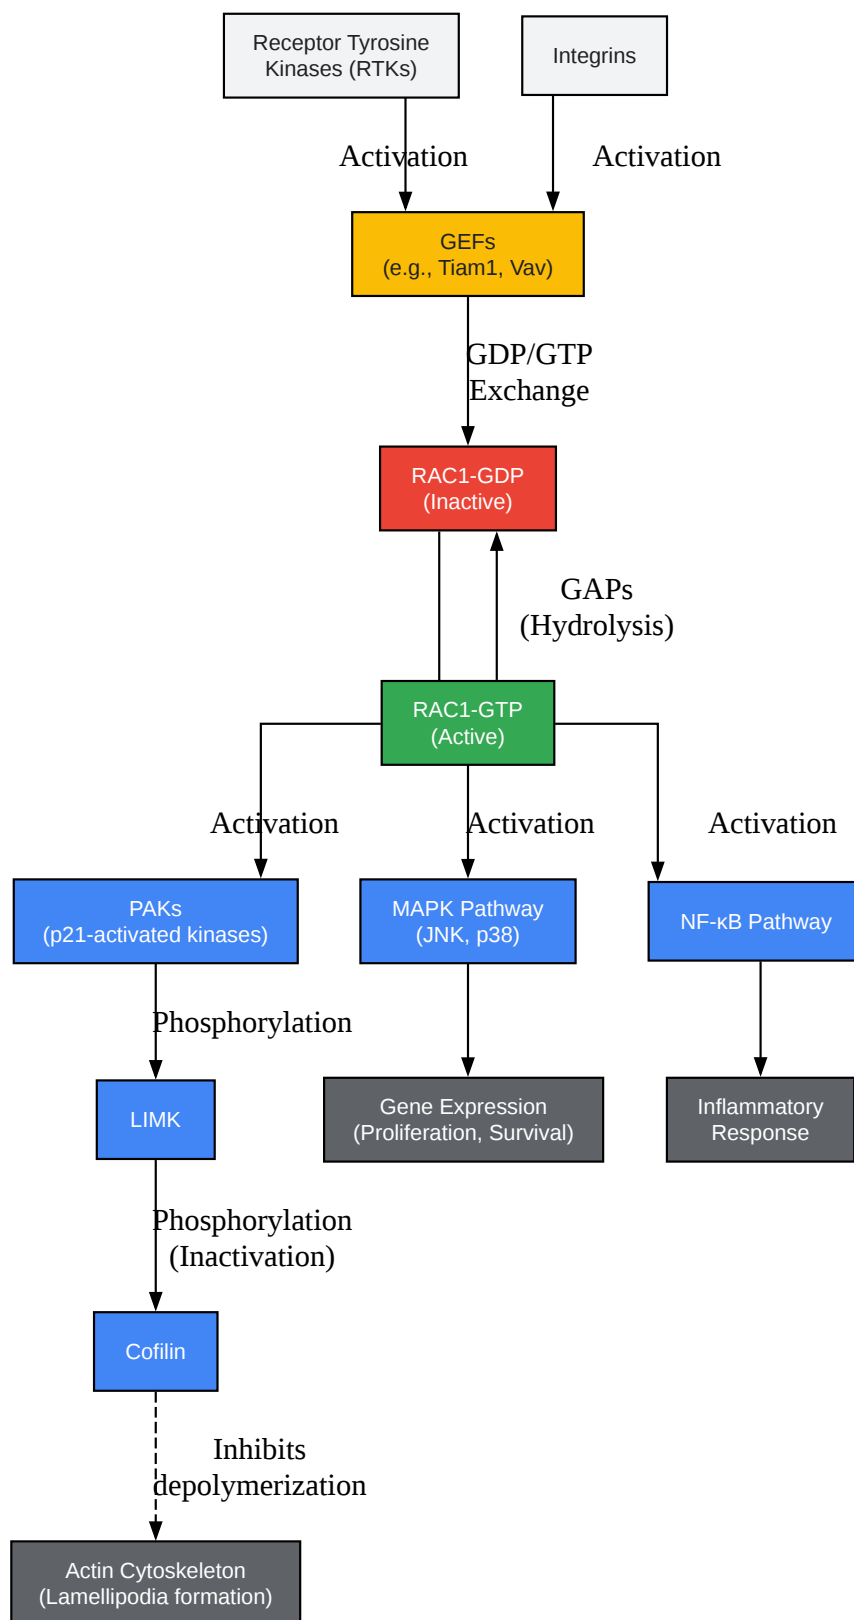 Receptor Tyrosine
Kinases (RTKs)
Integrins
Activation
Activation
GEFs
(e.g., Tiam1, Vav)
GDP/GTP
Exchange
RAC1-GDP
(Inactive)
GAPs
(Hydrolysis)
RAC1-GTP
(Active)
Activation
Activation
Activation
PAKs
(p21-activated kinases)
MAPK Pathway
(JNK, p38)
NF-κB Pathway
Phosphorylation
LIMK
Gene Expression
(Proliferation, Survival)
Inflammatory
Response
Phosphorylation
(Inactivation)
Cofilin
Inhibits
depolymerization
Actin Cytoskeleton
(Lamellipodia formation)